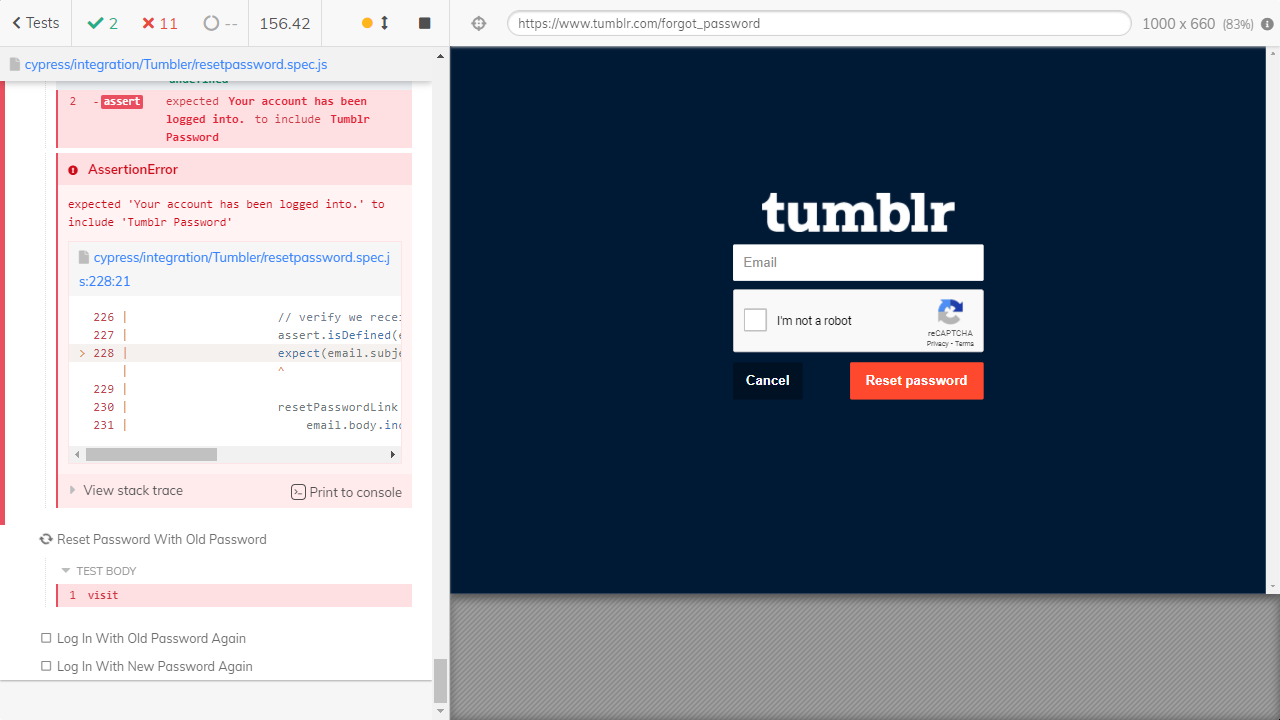 Tests 2 11 -- 156.42
https://www.tumblr.com/forgot_password 1000 x 660 (83%)
cypress/integration/Tumbler/resetpassword.spec.js
undefined
2 -assert expected Your account has been
logged into. to include Tumblr
Password
AssertionError
expected 'Your account has been logged into.' to
include 'Tumblr Password'
cypress/integration/Tumbler/resetpassword.spec.j
s:228:21
226 | // verify we recei
227 | assert.isDefined(e
> 228 | expect(email.subje
| ^
229 |
230 | resetPasswordLink
231 | email.body.ind
View stack trace Print to console
Reset Password With Old Password
TEST BODY
1 visit
Log In With Old Password Again
Log In With New Password Again
tumblr
Email
I'm not a robot
reCAPTCHA
Privacy - Terms
Cancel Reset password